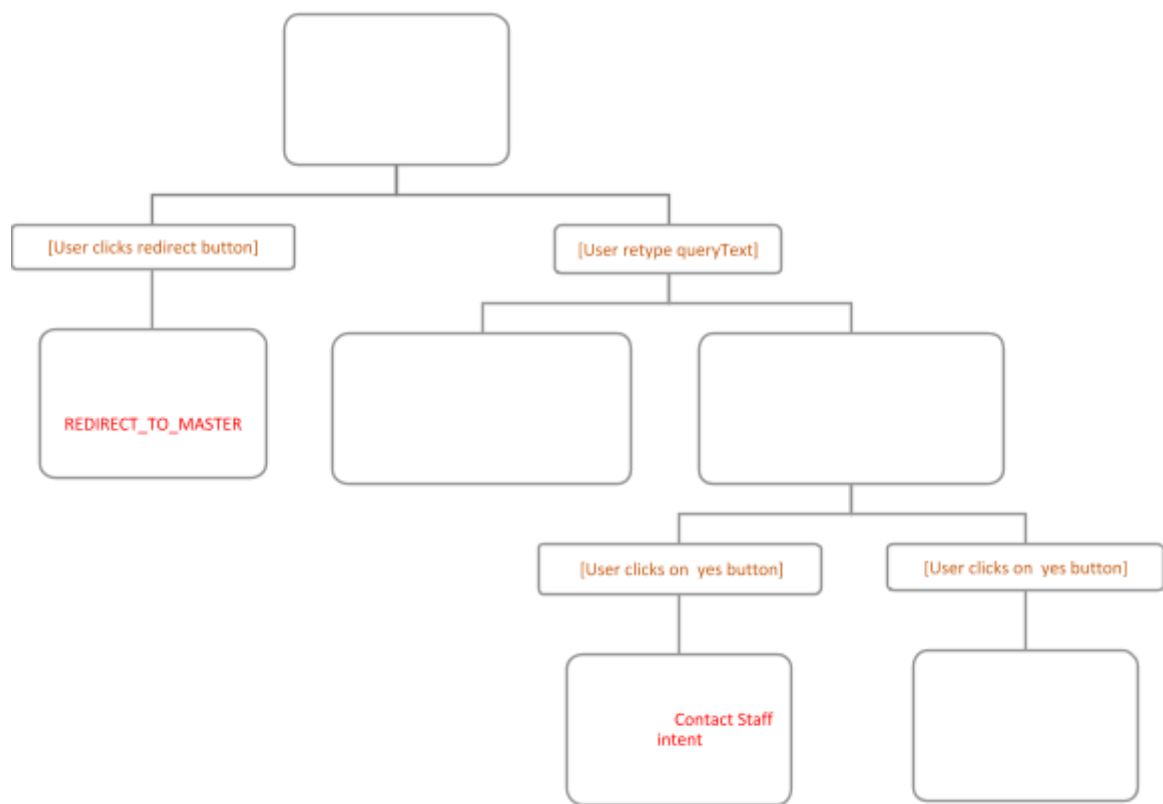 [User clicks redirect button]
[User retype queryText]
REDIRECT_TO_MASTER
[User clicks on  yes button]
[User clicks on  yes button]
Contact Staff
intent